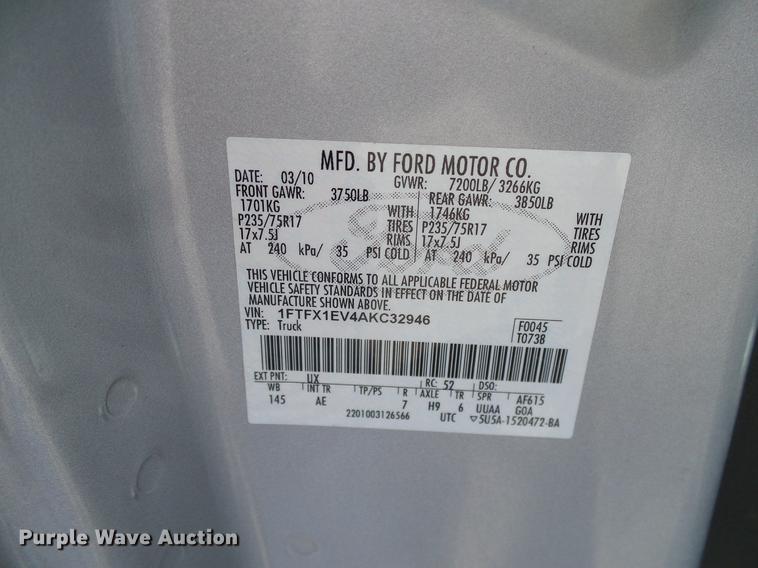 MFD. BY FORD MOTOR CO.
DATE: 03/10 GVWR: 7200LB/ 3266KG
FRONT GAWR: 3750LB REAR GAWR: 3850LB
1701KG WITH 1746KG WITH
P235/75R17 TIRES P235/75R17 TIRES
17x7.5J RIMS 17x7.5J RIMS
AT 240 kPa/ 35 PSI COLD AT 240 kPa/ 35 PSI COLD
Ford
THIS VEHICLE CONFORMS TO ALL APPLICABLE FEDERAL MOTOR
VEHICLE SAFETY STANDARDS IN EFFECT ON THE DATE OF
MANUFACTURE SHOWN ABOVE.
VIN: 1FTFX1EV4AKC32946
TYPE: Truck
F0045
T0738
EXT PNT: UX RC: 52 DSO:
WB INT TR TP/PS R AXLE TR SPR AF615
145 AE 7 H9 6 UUAA GOA
2201003126566 UTC ▽5U5A-1520472-BA
Purple Wave Auction